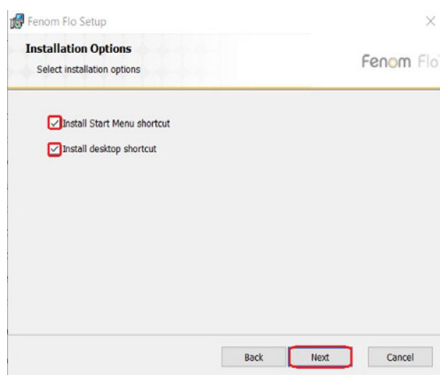 Fenom Flo Setup
Installation Options
Select installation options
Fenom Flo
Install Start Menu shortcut
Install desktop shortcut
Back Next Cancel